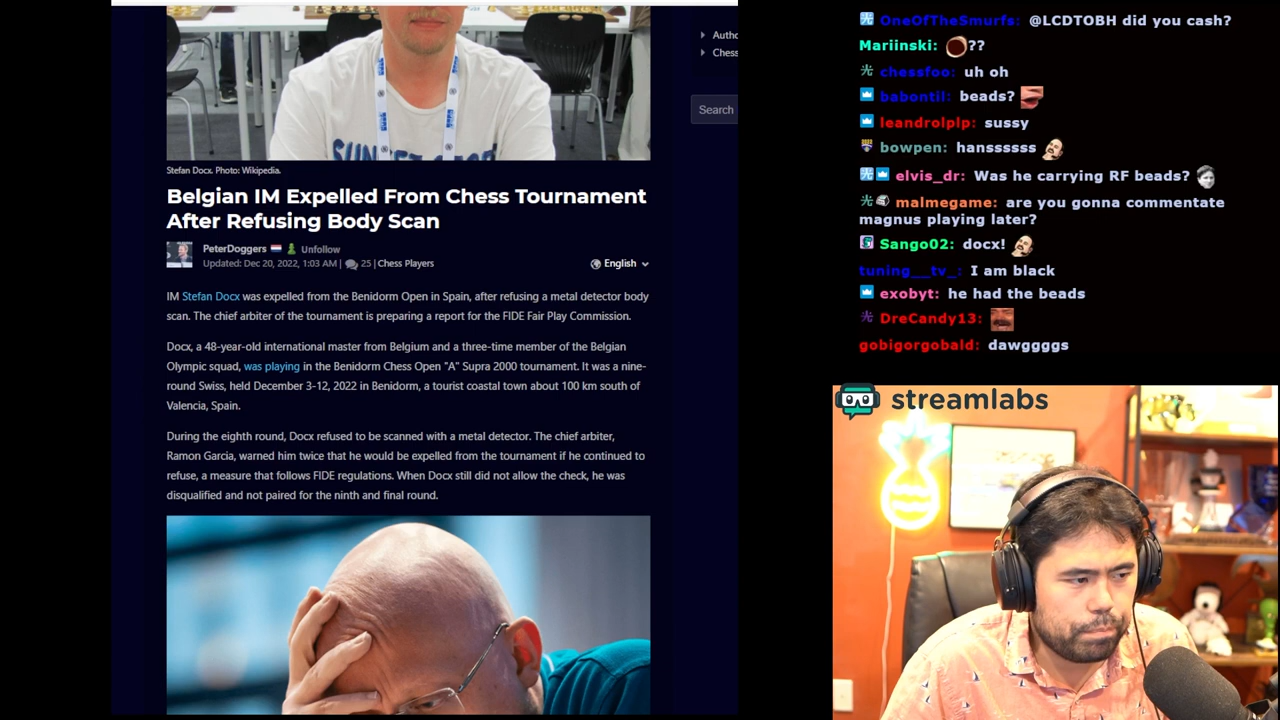 Autho
Chess
Search
Stefan Docx. Photo: Wikipedia.
Belgian IM Expelled From Chess Tournament
After Refusing Body Scan
PeterDoggers Unfollow
Updated: Dec 20, 2022, 1:03 AM | 25 | Chess Players
English
IM Stefan Docx was expelled from the Benidorm Open in Spain, after refusing a metal detector body
scan. The chief arbiter of the tournament is preparing a report for the FIDE Fair Play Commission.
Docx, a 48-year-old international master from Belgium and a three-time member of the Belgian
Olympic squad, was playing in the Benidorm Chess Open "A" Supra 2000 tournament. It was a nine-
round Swiss, held December 3-12, 2022 in Benidorm, a tourist coastal town about 100 km south of
Valencia, Spain.
During the eighth round, Docx refused to be scanned with a metal detector. The chief arbiter,
Ramon Garcia, warned him twice that he would be expelled from the tournament if he continued to
refuse, a measure that follows FIDE regulations. When Docx still did not allow the check, he was
disqualified and not paired for the ninth and final round.
OneOfTheSmurfs: @LCDTOBH did you cash?
Mariinski: ??
chessfoo: uh oh
babontil: beads?
leandrolplp: sussy
bowpen: hanssssss
elvis_dr: Was he carrying RF beads?
malmegame: are you gonna commentate
magnus playing later?
Sango02: docx!
tuning__tv_: I am black
exobyt: he had the beads
DreCandy13:
gobigorgobald: dawggggs
streamlabs